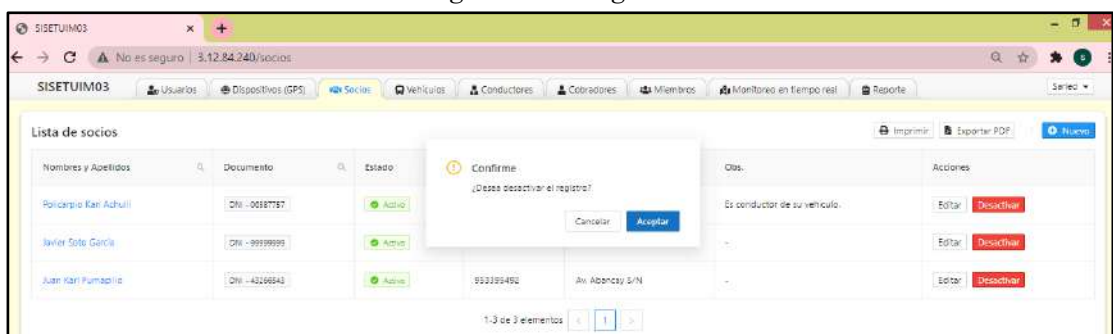 SISETUIM03
No es seguro | 3.12.84.240/socios
SISETUIM03 Usuarios Dispositivos (GPS) Socios Vehiculos Conductores Cobradores Miembros Monitoreo en tiempo real Reporte
Lista de socios Imprimir Exportar PDF Nuevo
Nombres y Apellidos Documento Estado Obs. Acciones
Confirme
¿Desea desactivar el registro?
Cancelar Aceptar
Policarpio Kari Achulli DNI - 06587757 Activo Es conductor de su vehiculo. Editar Desactivar
Javier Soto Garcia DNI - 99999999 Activo - Editar Desactivar
Juan Kari Pumapillo DNI - 43266543 Activo 953395492 Av. Abancay S/N - Editar Desactivar
1-3 de 3 elementos < 1 >